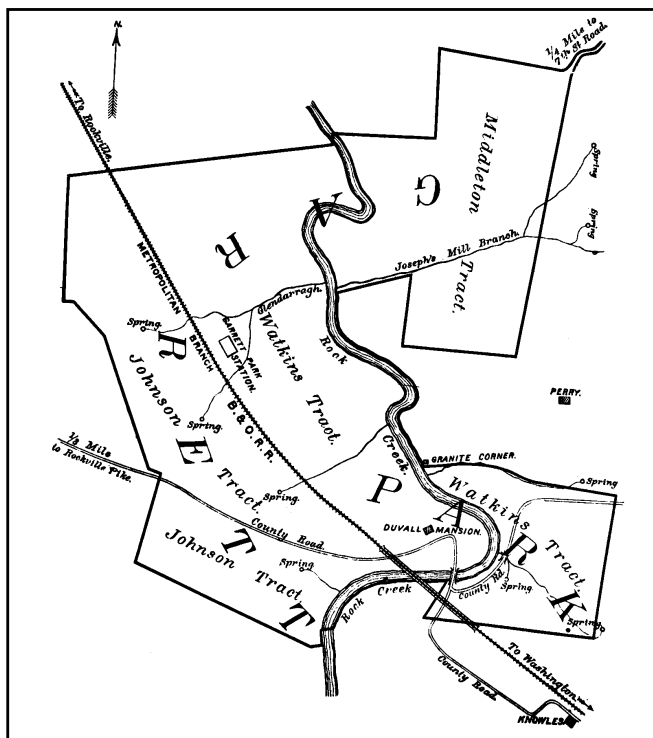 N.
1/4 Mile to
7th St Road.
To Rockville.
Middleton
Tract.
Spring
Spring
GARRETT
PARK.
Joseph's Mill Branch.
Glendarragh.
METROPOLITAN
BRANCH
B. & O. R. R.
GARRETT PARK
STATION.
Spring.
Spring.
Watkins
Tract.
Rock
Creek.
Johnson
Tract.
PERRY.
1/3 Mile
to Rockville Pike.
GRANITE CORNER.
Spring
Spring.
Watkins
Tract
County Road.
DUVALL MANSION.
Johnson
Tract
Spring.
County Rd.
Spring.
Rock
Creek
Spring.
To Washington.
County Road
KNOWLES